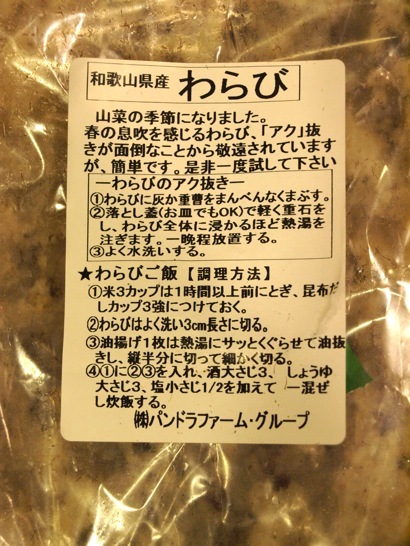 和歌山県産 わらび
山菜の季節になりました。
春の息吹を感じるわらび、「アク」抜
きが面倒なことから敬遠されています
が、簡単です。是非一度試して下さい
―わらびのアク抜き―
①わらびに灰か重曹をまんべんなくまぶす。
②落とし蓋(お皿でもOK)で軽く重石を
し、わらび全体に浸かるほど熱湯を
注ぎます。一晩程放置する。
③よく水洗いする。
★わらびご飯【調理方法】
①米3カップは1時間以上前にとぎ、昆布だ
しカップ3強につけておく。
②わらびはよく洗い3cm長さに切る。
③油揚げ1枚は熱湯にサッとくぐらせて油抜
きし、縦半分に切って細かく切る。
④①に②③を入れ、酒大さじ3、しょうゆ
大さじ3、塩小さじ1/2を加えて 一混ぜ
し炊飯する。
㈱パンドラファーム・グループ